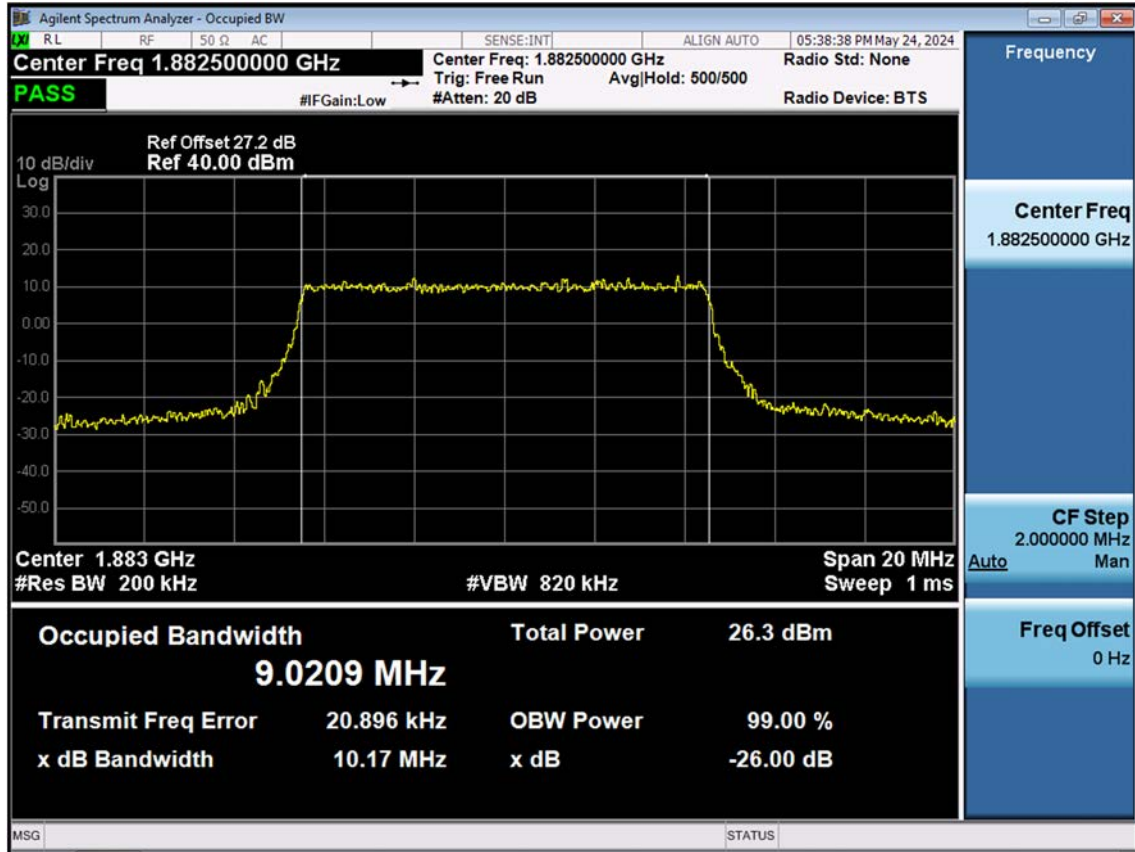 Agilent Spectrum Analyzer - Occupied BW
LXI RL RF 50 Ω AC SENSE:INT ALIGN AUTO 05:38:38 PM May 24, 2024
Center Freq 1.882500000 GHz Center Freq: 1.882500000 GHz Radio Std: None
Trig: Free Run Avg|Hold: 500/500
PASS #IFGain:Low #Atten: 20 dB Radio Device: BTS
Ref Offset 27.2 dB
10 dB/div Ref 40.00 dBm
Log
30.0
20.0
10.0
0.00
-10.0
-20.0
-30.0
-40.0
-50.0
Center 1.883 GHz Span 20 MHz
#Res BW 200 kHz #VBW 820 kHz Sweep 1 ms
Occupied Bandwidth Total Power 26.3 dBm
9.0209 MHz
Transmit Freq Error 20.896 kHz OBW Power 99.00 %
x dB Bandwidth 10.17 MHz x dB -26.00 dB
Frequency
Center Freq
1.882500000 GHz
CF Step
2.000000 MHz
Auto Man
Freq Offset
0 Hz
MSG STATUS